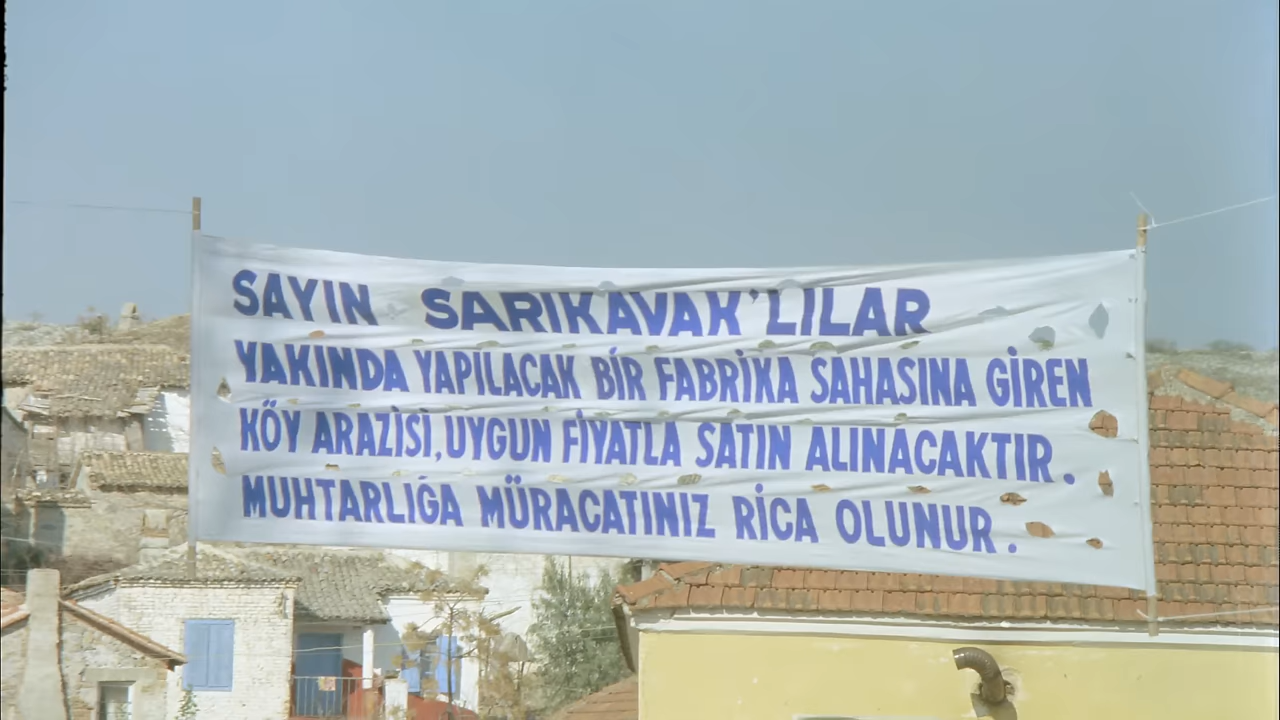 SAYIN SARIKAVAK'LILAR
YAKINDA YAPILACAK BİR FABRİKA SAHASINA GİREN
KÖY ARAZİSİ, UYGUN FİYATLA SATIN ALINACAKTIR.
MUHTARLIĞA MÜRACATINIZ RİCA OLUNUR.